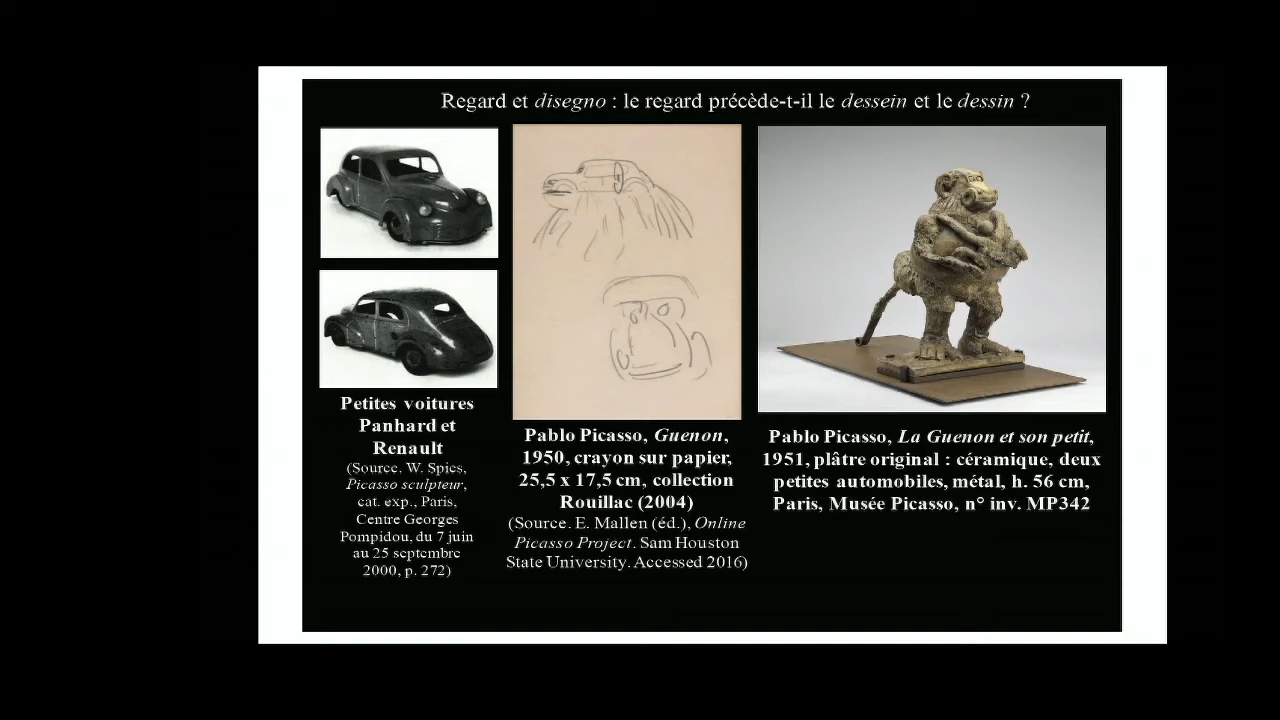 Regard et disegno : le regard précède-t-il le dessein et le dessin ?
Petites voitures
Panhard et
Renault
(Source. W. Spies,
Picasso sculpteur,
cat. exp., Paris,
Centre Georges
Pompidou, du 7 juin
au 25 septembre
2000, p. 272)
Pablo Picasso, Guenon,
1950, crayon sur papier,
25,5 x 17,5 cm, collection
Rouillac (2004)
(Source. E. Mallen (éd.), Online
Picasso Project. Sam Houston
State University. Accessed 2016)
Pablo Picasso, La Guenon et son petit,
1951, plâtre original : céramique, deux
petites automobiles, métal, h. 56 cm,
Paris, Musée Picasso, n° inv. MP342